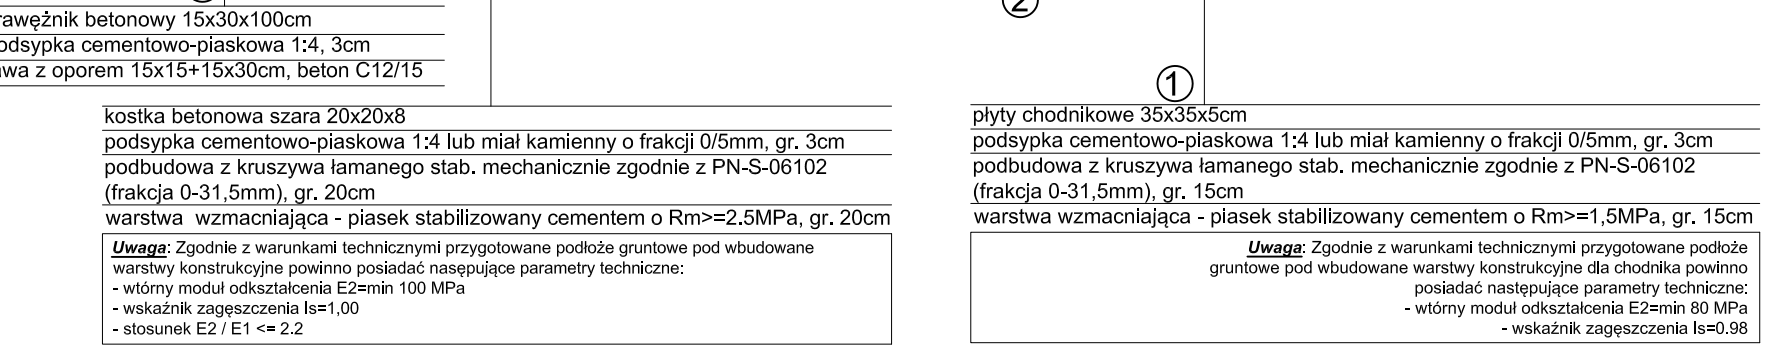 ②
rawężnik betonowy 15x30x100cm
odsypka cementowo-piaskowa 1:4, 3cm
awa z oporem 15x15+15x30cm, beton C12/15
kostka betonowa szara 20x20x8
podsypka cementowo-piaskowa 1:4 lub miał kamienny o frakcji 0/5mm, gr. 3cm
podbudowa z kruszywa łamanego stab. mechanicznie zgodnie z PN-S-06102
(frakcja 0-31,5mm), gr. 20cm
warstwa wzmacniająca - piasek stabilizowany cementem o Rm>=2.5MPa, gr. 20cm
Uwaga: Zgodnie z warunkami technicznymi przygotowane podłoże gruntowe pod wbudowane
warstwy konstrukcyjne powinno posiadać nasępujące parametry techniczne:
- wtórny moduł odkształcenia E2=min 100 MPa
- wskaźnik zagęszczenia Is=1,00
- stosunek E2 / E1 <= 2.2
①
płyty chodnikowe 35x35x5cm
podsypka cementowo-piaskowa 1:4 lub miał kamienny o frakcji 0/5mm, gr. 3cm
podbudowa z kruszywa łamanego stab. mechanicznie zgodnie z PN-S-06102
(frakcja 0-31,5mm), gr. 15cm
warstwa wzmacniająca - piasek stabilizowany cementem o Rm>=1,5MPa, gr. 15cm
Uwaga: Zgodnie z warunkami technicznymi przygotowane podłoże
gruntowe pod wbudowane warstwy konstrukcyjne dla chodnika powinno
posiadać następujące parametry techniczne:
- wtórny moduł odkształcenia E2=min 80 MPa
- wskaźnik zagęszczenia Is=0.98